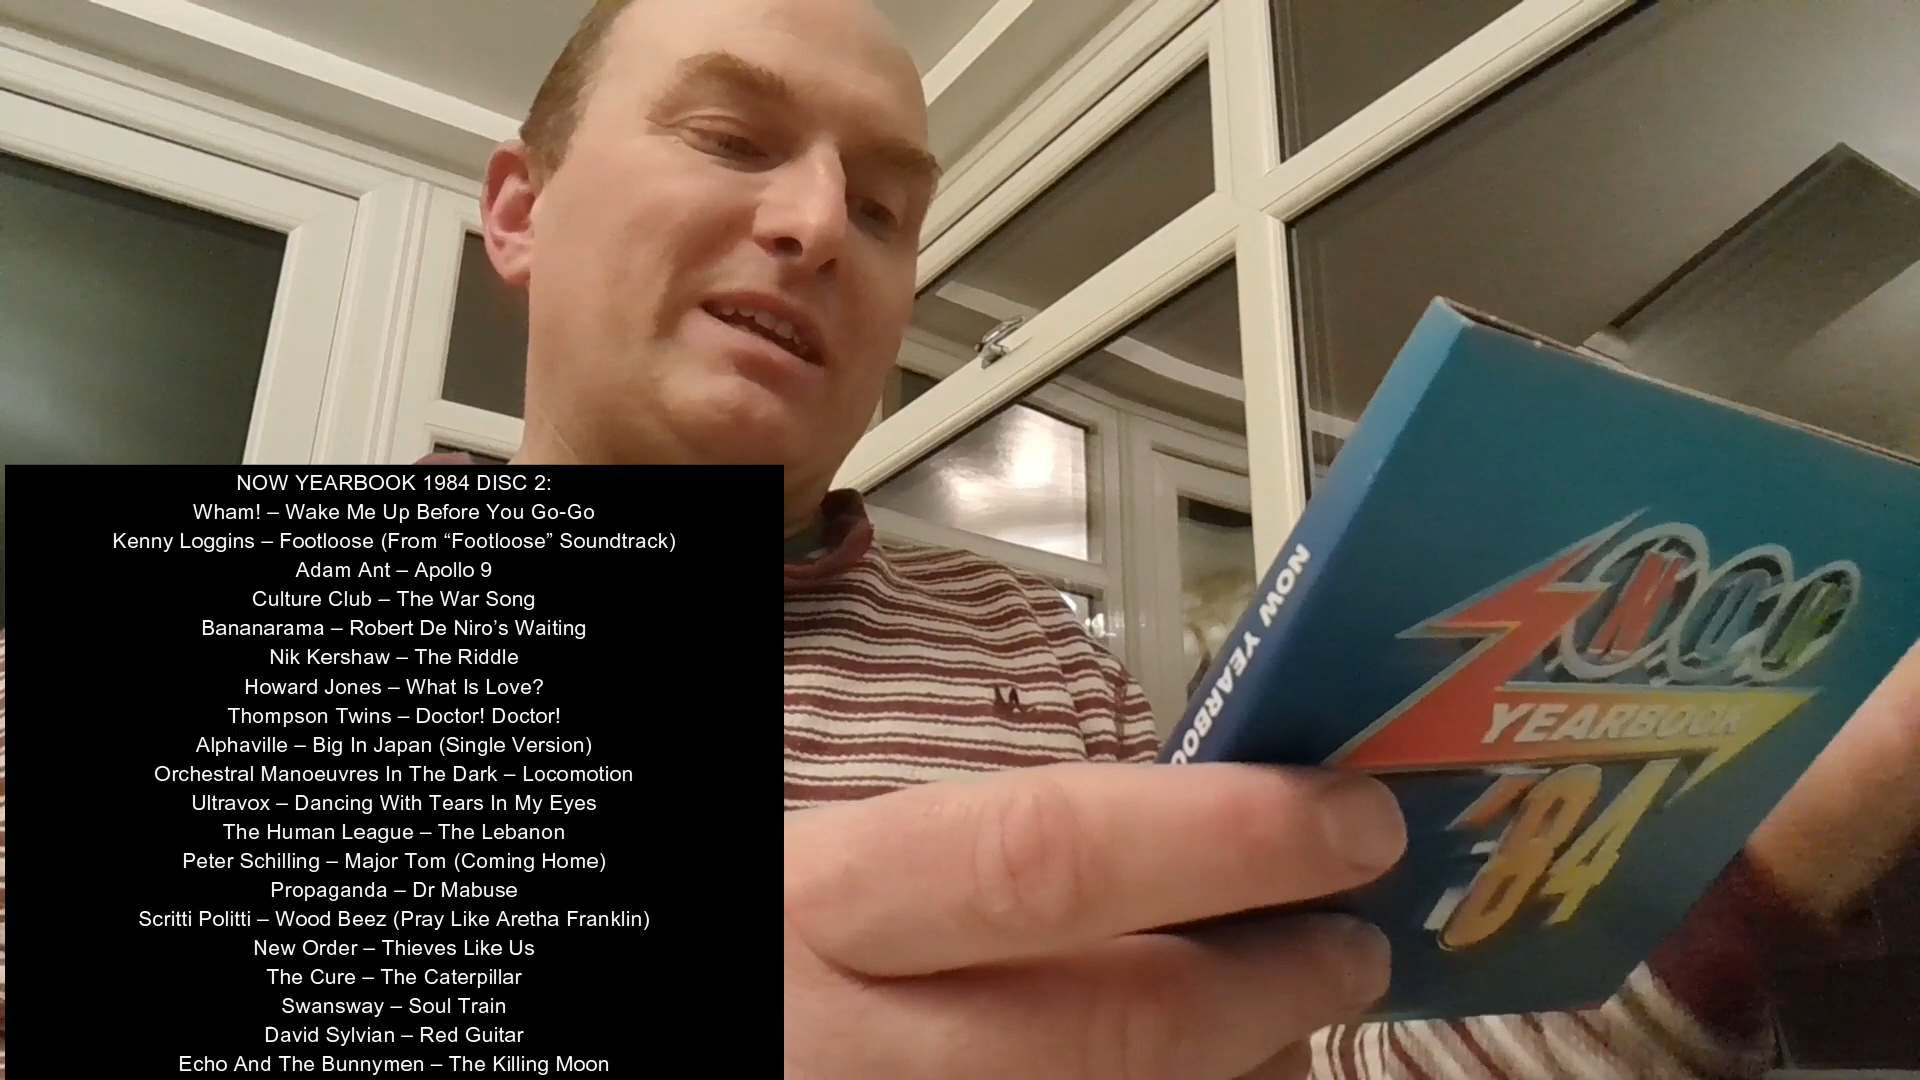 NOW YEARBOOK 1984 DISC 2:
Wham! – Wake Me Up Before You Go-Go
Kenny Loggins – Footloose (From “Footloose” Soundtrack)
Adam Ant – Apollo 9
Culture Club – The War Song
Bananarama – Robert De Niro’s Waiting
Nik Kershaw – The Riddle
Howard Jones – What Is Love?
Thompson Twins – Doctor! Doctor!
Alphaville – Big In Japan (Single Version)
Orchestral Manoeuvres In The Dark – Locomotion
Ultravox – Dancing With Tears In My Eyes
The Human League – The Lebanon
Peter Schilling – Major Tom (Coming Home)
Propaganda – Dr Mabuse
Scritti Politti – Wood Beez (Pray Like Aretha Franklin)
New Order – Thieves Like Us
The Cure – The Caterpillar
Swansway – Soul Train
David Sylvian – Red Guitar
Echo And The Bunnymen – The Killing Moon
NOW YEARBOO
NOW
YEARBOOK
'84